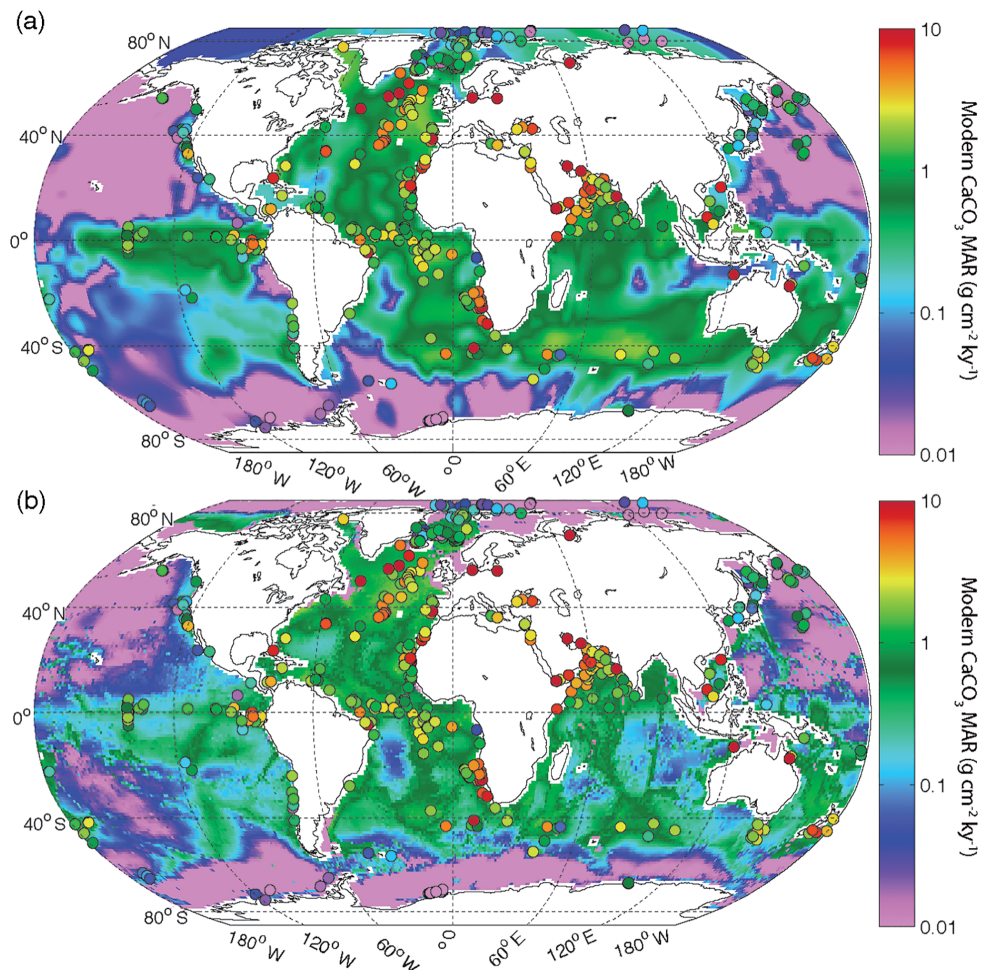 (a)
80° N
40° N
0°
40° S
80° S
180° W
120° W
60° W
0°
60° E
120° E
180° W
10
1
0.1
0.01
Modern CaCO3 MAR (g cm⁻² ky⁻¹)
(b)
80° N
40° N
0°
40° S
80° S
180° W
120° W
60° W
0°
60° E
120° E
180° W
10
1
0.1
0.01
Modern CaCO3 MAR (g cm⁻² ky⁻¹)